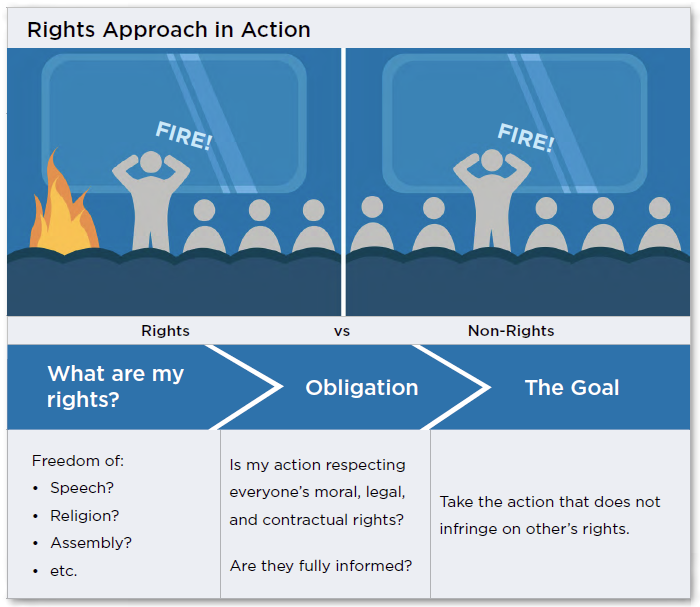 Rights Approach in Action
FIRE!
FIRE!
Rights vs Non-Rights
What are my
rights?
Obligation
The Goal
Freedom of:
• Speech?
• Religion?
• Assembly?
• etc.
Is my action respecting
everyone's moral, legal,
and contractual rights?
Are they fully informed?
Take the action that does not
infringe on other's rights.